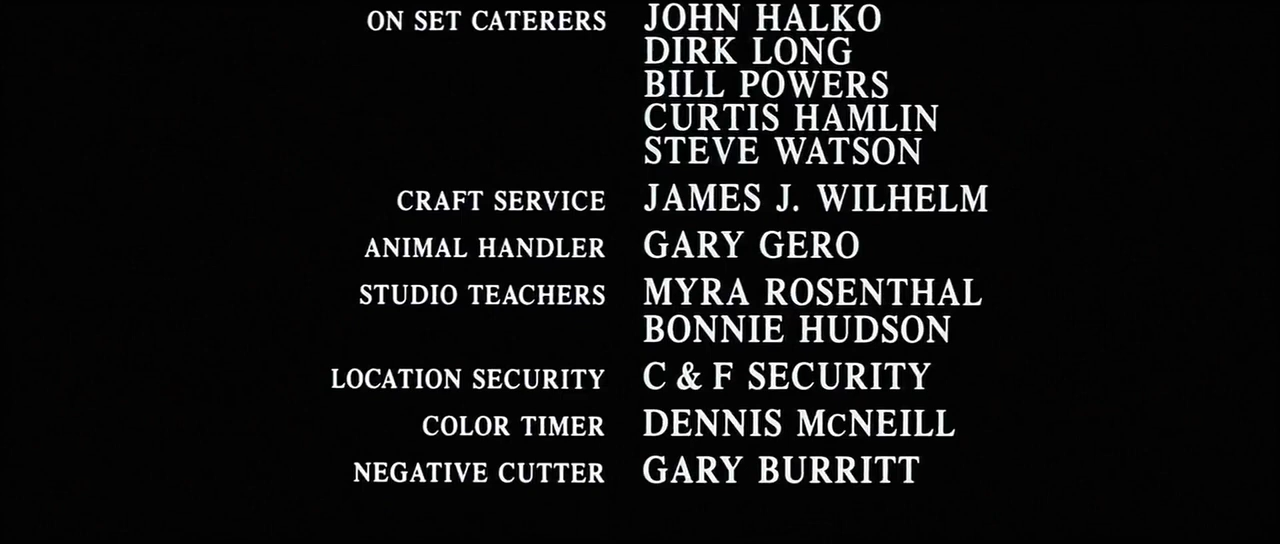 ON SET CATERERS JOHN HALKO
DIRK LONG
BILL POWERS
CURTIS HAMLIN
STEVE WATSON
CRAFT SERVICE JAMES J. WILHELM
ANIMAL HANDLER GARY GERO
STUDIO TEACHERS MYRA ROSENTHAL
BONNIE HUDSON
LOCATION SECURITY C & F SECURITY
COLOR TIMER DENNIS McNEILL
NEGATIVE CUTTER GARY BURRITT